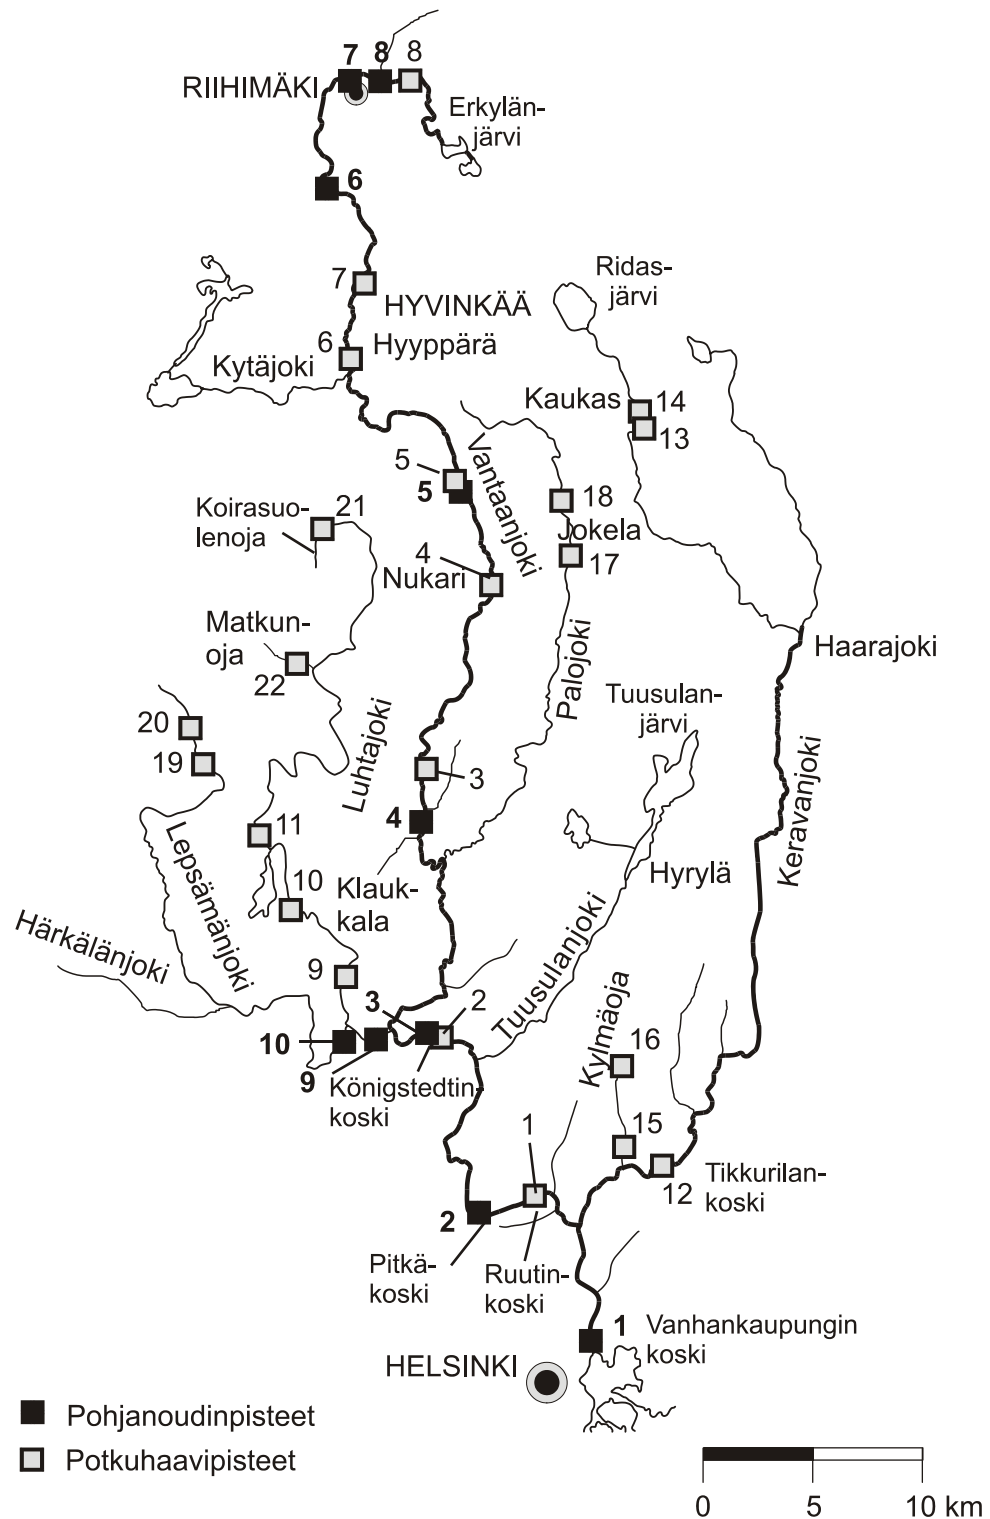 7
8
8
RIIHIMÄKI
Erkylän-
järvi
6
Ridas-
järvi
7
HYVINKÄÄ
6
Hyyppärä
Kytäjoki
Kaukas
14
13
Vantaanjoki
5
5
18
Jokela
17
Koirasuo-
lenoja
21
4
Nukari
Matkun-
oja
22
Haarajoki
Palojoki
Tuusulan-
järvi
20
19
Luhtajoki
3
4
Keravanjoki
11
Lepsämänjoki
10
Klauk-
kala
Hyrylä
Härkälänjoki
Tuusulanjoki
9
3
2
Kylmäoja
16
10
9
Königstedtin-
koski
1
15
12
Tikkurilan-
koski
2
Pitkä-
koski
Ruutin-
koski
1
Vanhankaupungin
koski
HELSINKI
Pohjanoudinpisteet
Potkuhaavipisteet
0
5
10 km